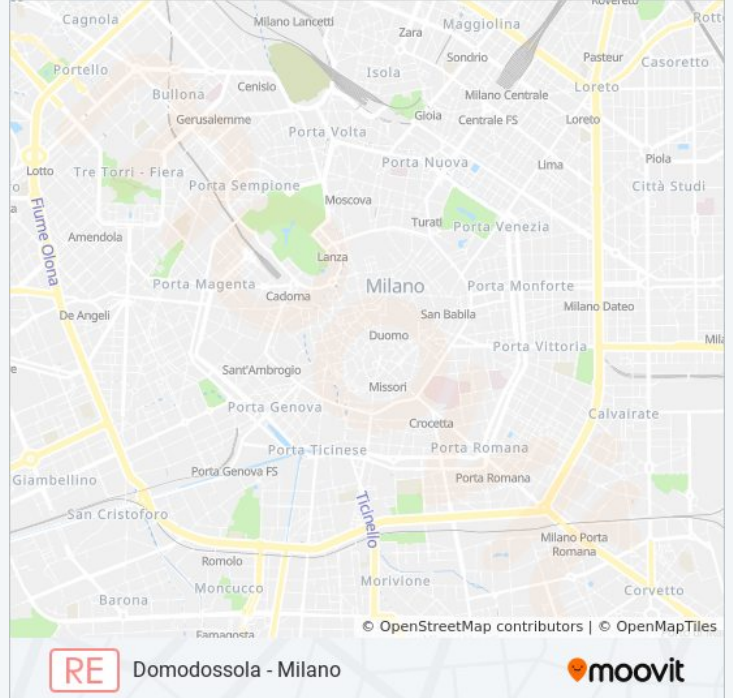 Rovereto
Cagnola
Milano Lancetti
Maggiolina
Rott
Zara
Sondrio
Pasteur
Casoretto
Portello
Isola
Bullona
Cenisio
Loreto
Milano Centrale
Gerusalemme
Gioia
Centrale FS
Loreto
Porta Volta
Lotto
Tre Torri - Fiera
Porta Nuova
Lima
Piola
o
Porta Sempione
Città Studi
Moscova
a
Fiume Olona
Turati
Porta Venezia
Amendola
Lanza
Porta Magenta
Milano
Porta Monforte
Cadorna
De Angeli
San Babila
Milano Dateo
Duomo
Porta Vittoria
Mila
e
Sant'Ambrogio
Missori
Porta Genova
Calvairate
Crocetta
Porta Ticinese
Porta Romana
Giambellino
Porta Genova FS
Porta Romana
San Cristoforo
Ticinello
Milano Porta
Romana
Romolo
Moncucco
Morivione
Corvetto
Barona
Famagosta
© OpenStreetMap contributors | © OpenMapTiles
RE
Domodossola - Milano
moovit